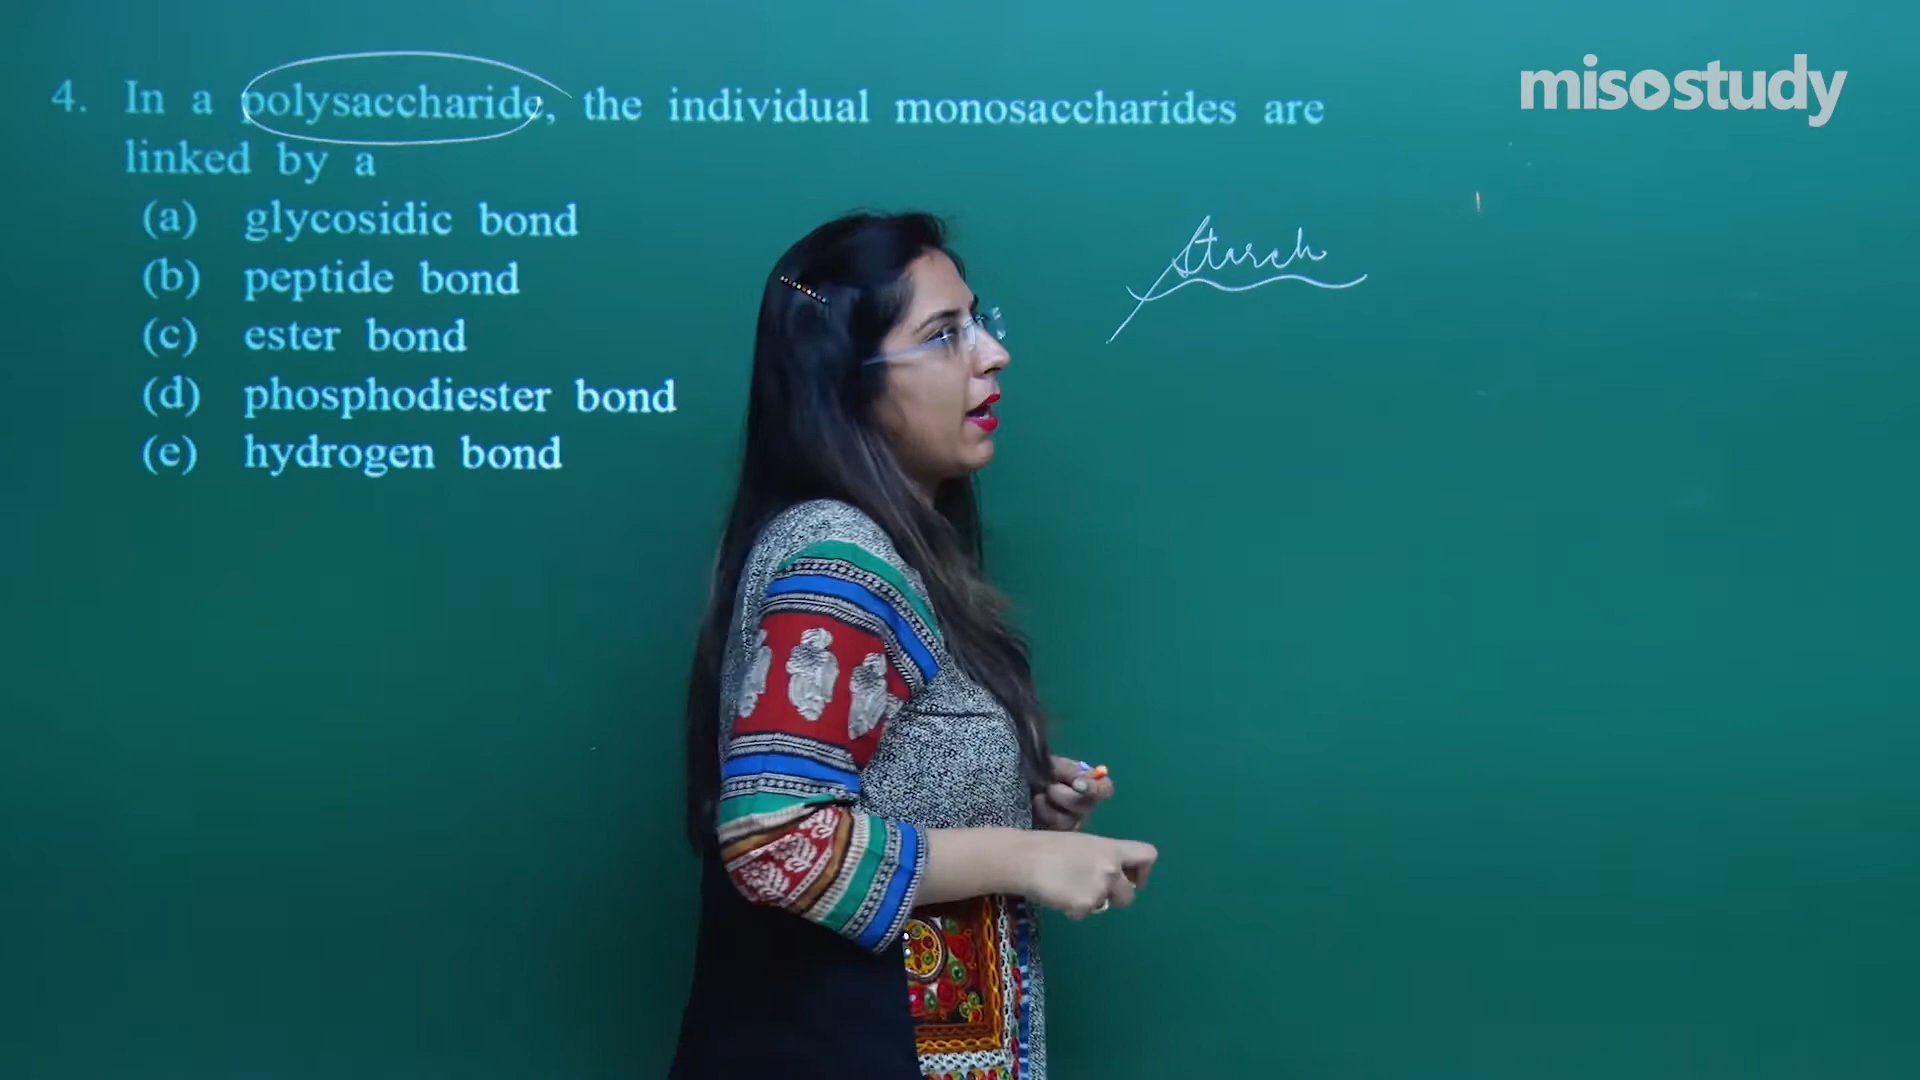 misostudy
4. In a polysaccharide, the individual monosaccharides are
linked by a
(a) glycosidic bond
(b) peptide bond
(c) ester bond
(d) phosphodiester bond
(e) hydrogen bond
Starch